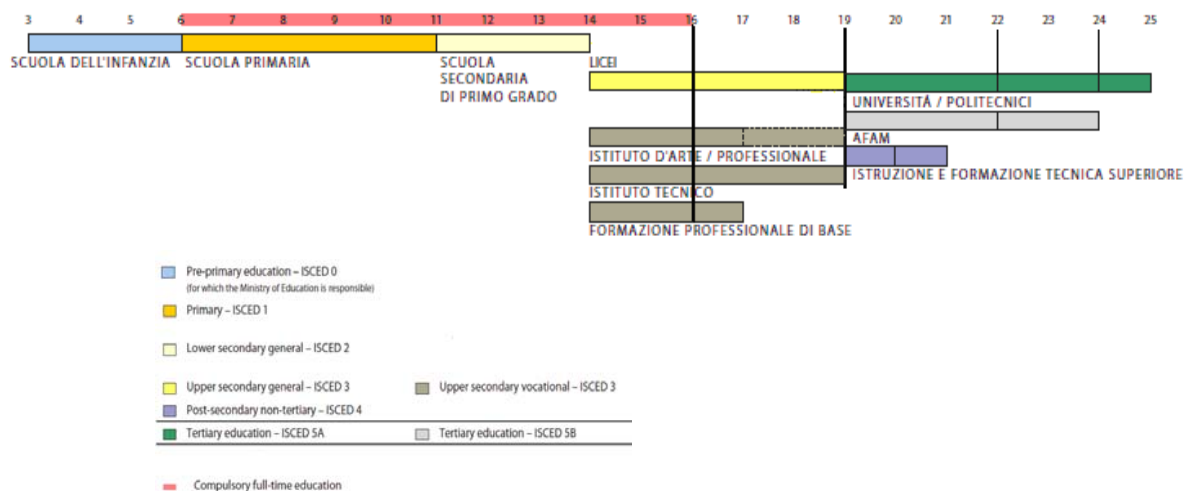 3 4 5 6 7 8 9 10 11 12 13 14 15 16 17 18 19 20 21 22 23 24 25
SCUOLA DELL'INFANZIA
SCUOLA PRIMARIA
SCUOLA
SECONDARIA
DI PRIMO GRADO
LICEI
UNIVERSITÁ / POLITECNICI
AFAM
ISTITUTO D'ARTE / PROFESSIONALE
ISTRUZIONE E FORMAZIONE TECNICA SUPERIORE
ISTITUTO TECNICO
FORMAZIONE PROFESSIONALE DI BASE
Pre-primary education – ISCED 0
(for which the Ministry of Education is responsible)
Primary – ISCED 1
Lower secondary general – ISCED 2
Upper secondary general – ISCED 3
Upper secondary vocational – ISCED 3
Post-secondary non-tertiary – ISCED 4
Tertiary education – ISCED 5A
Tertiary education – ISCED 5B
Compulsory full-time education